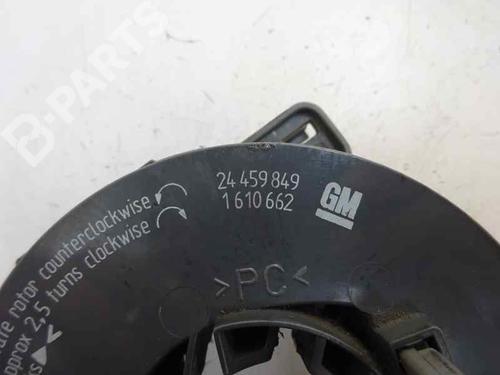 24 459 849
1 610 662
GM
>PC<
rotor counterclockwise
approx 2,5 turns clockwise
B-PARTS